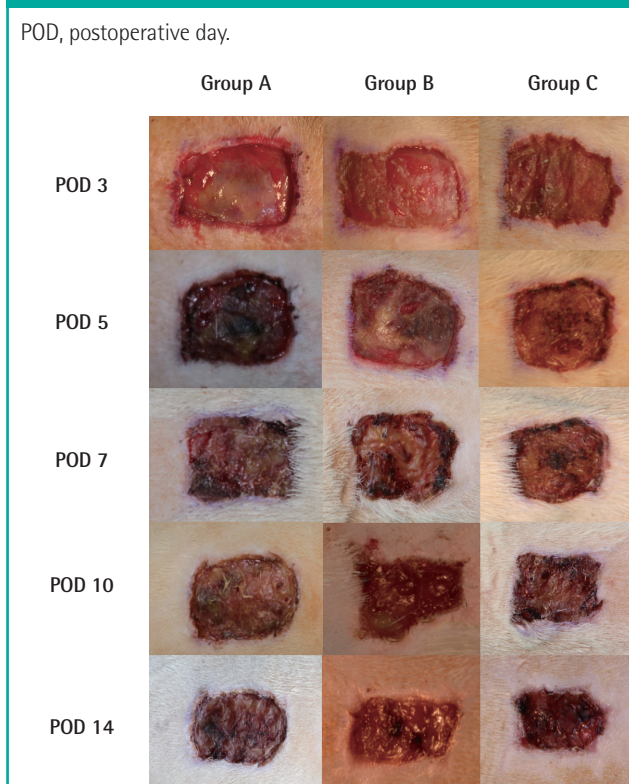 POD, postoperative day.
Group A Group B Group C
POD 3
POD 5
POD 7
POD 10
POD 14